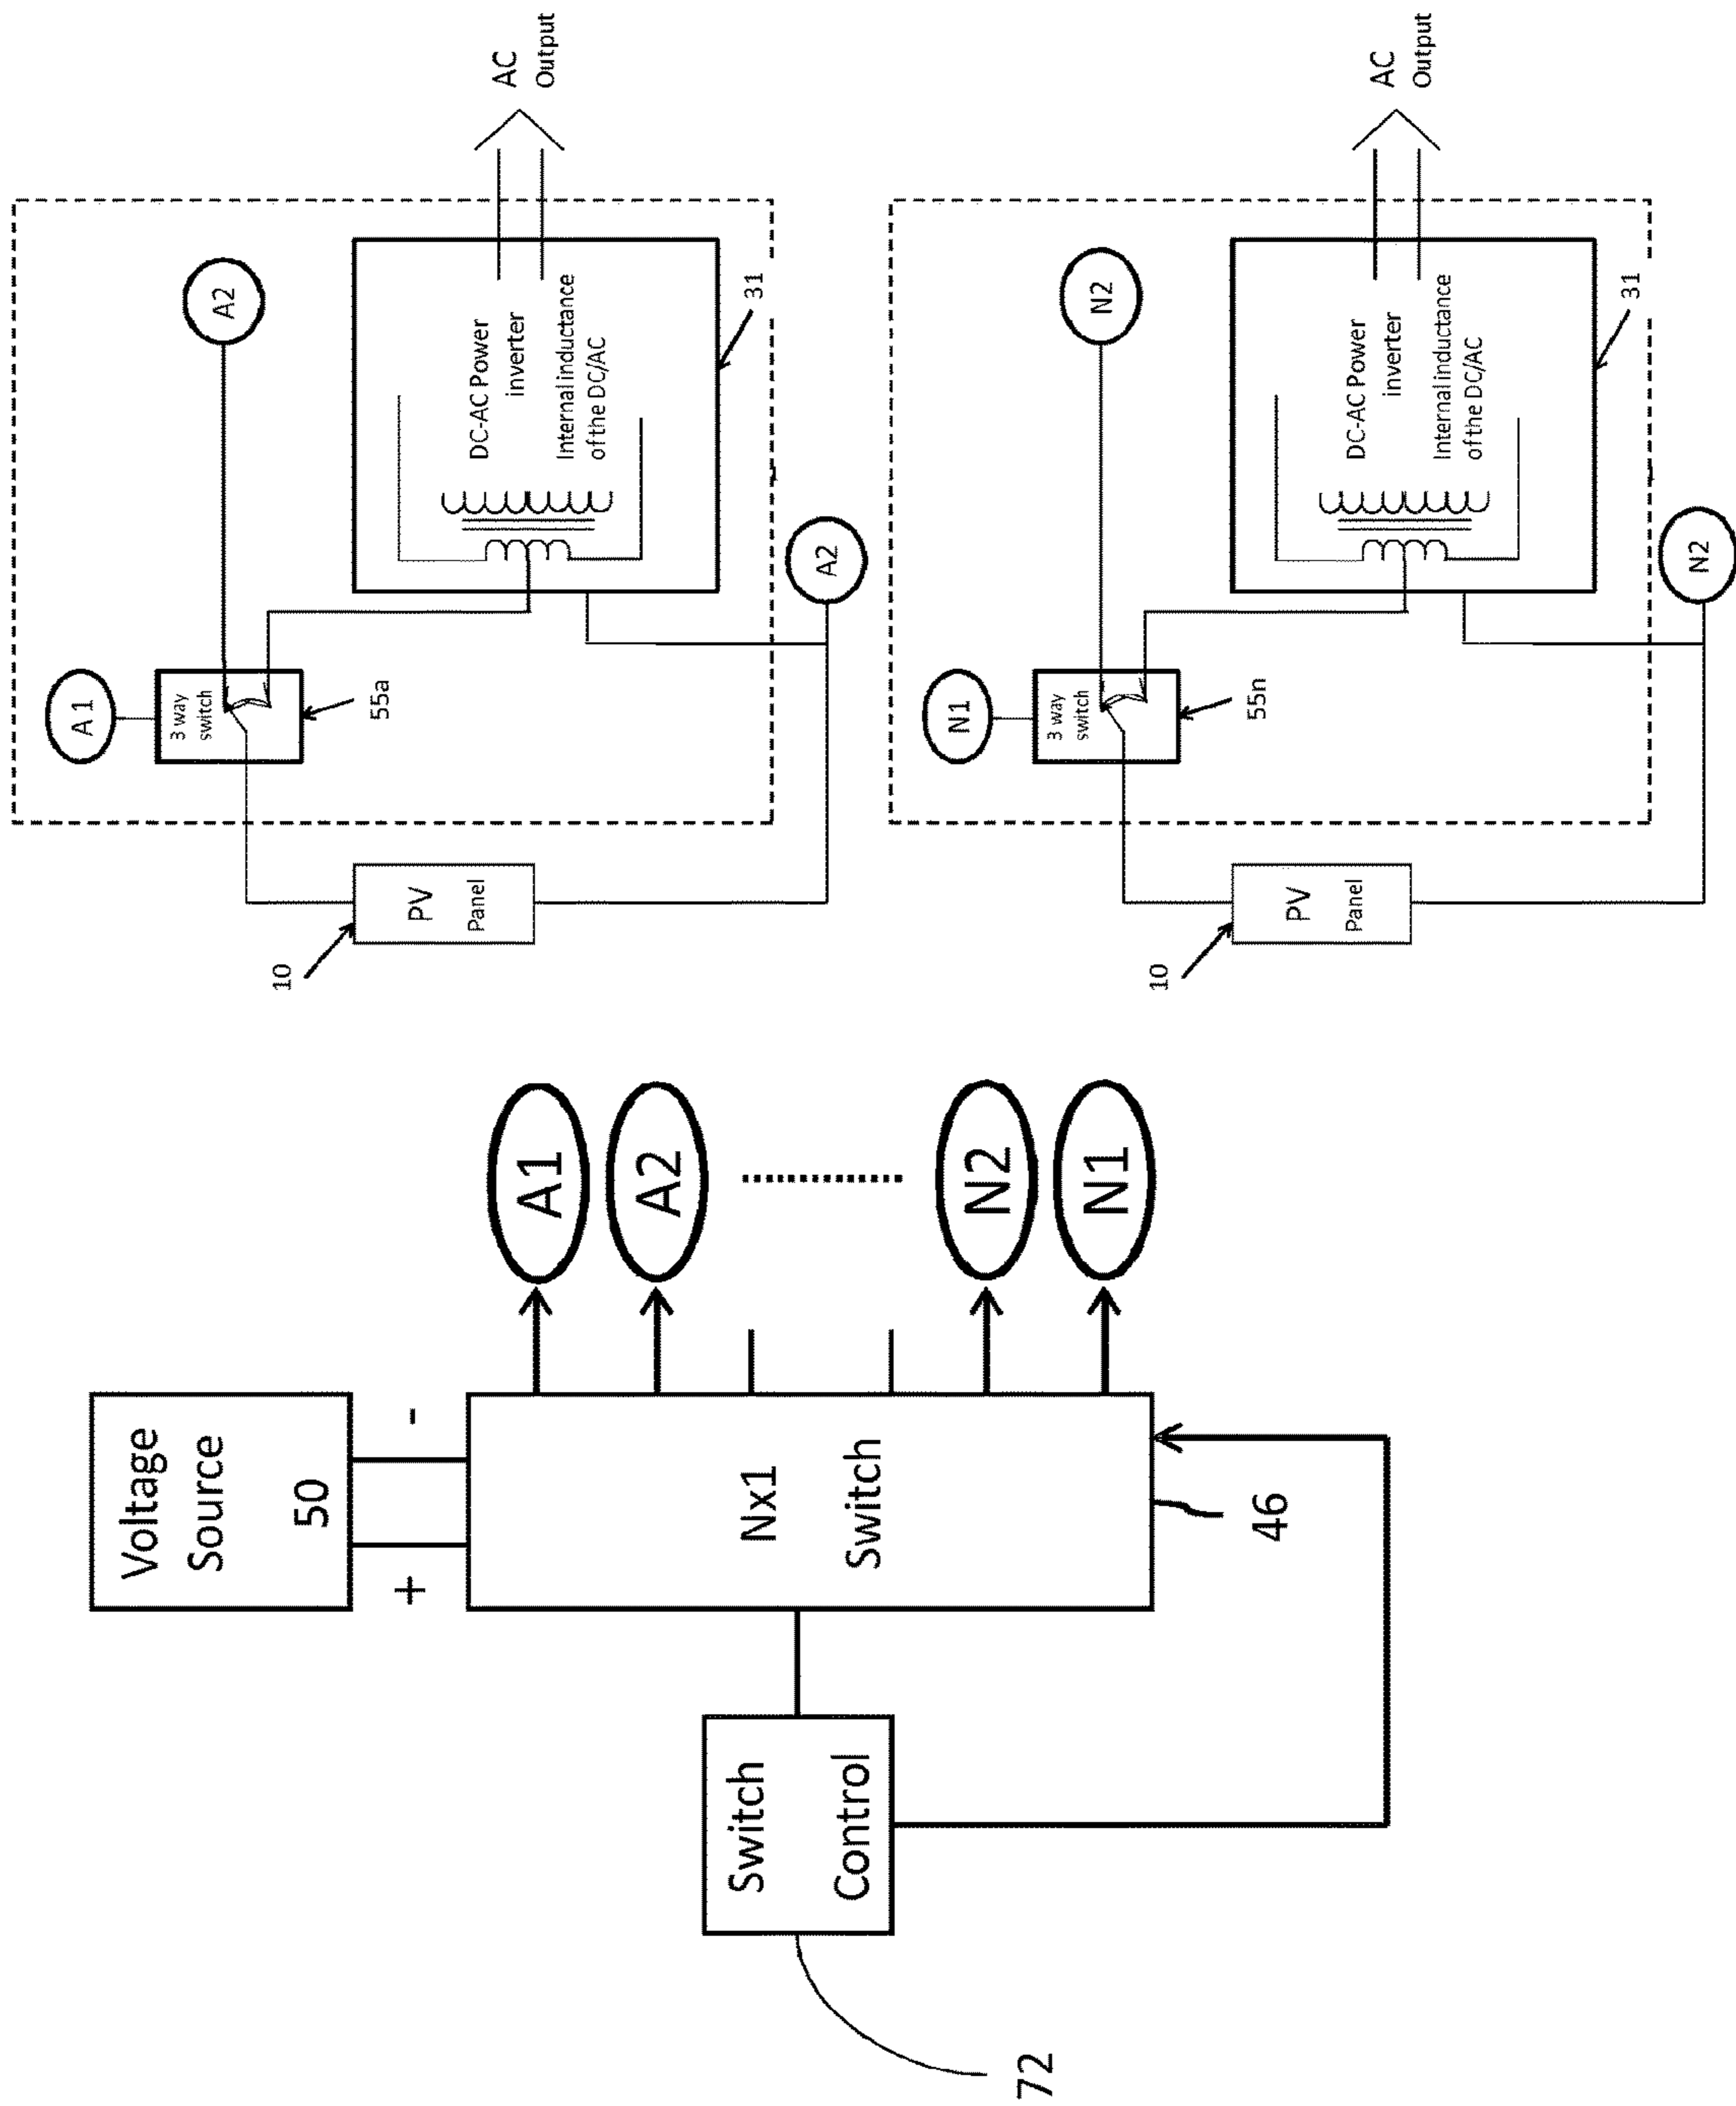 Voltage
Source
50
+
-
Nx1
Switch
46
Switch
Control
72
A1
A2
N2
N1
10
PV
Panel
A 1
3 way
switch
55a
A2
DC-AC Power
inverter
Internal inductance
of the DC/AC
31
A2
AC
Output
10
PV
Panel
N1
3 way
switch
55n
N2
DC-AC Power
inverter
Internal inductance
of the DC/AC
31
N2
AC
Output